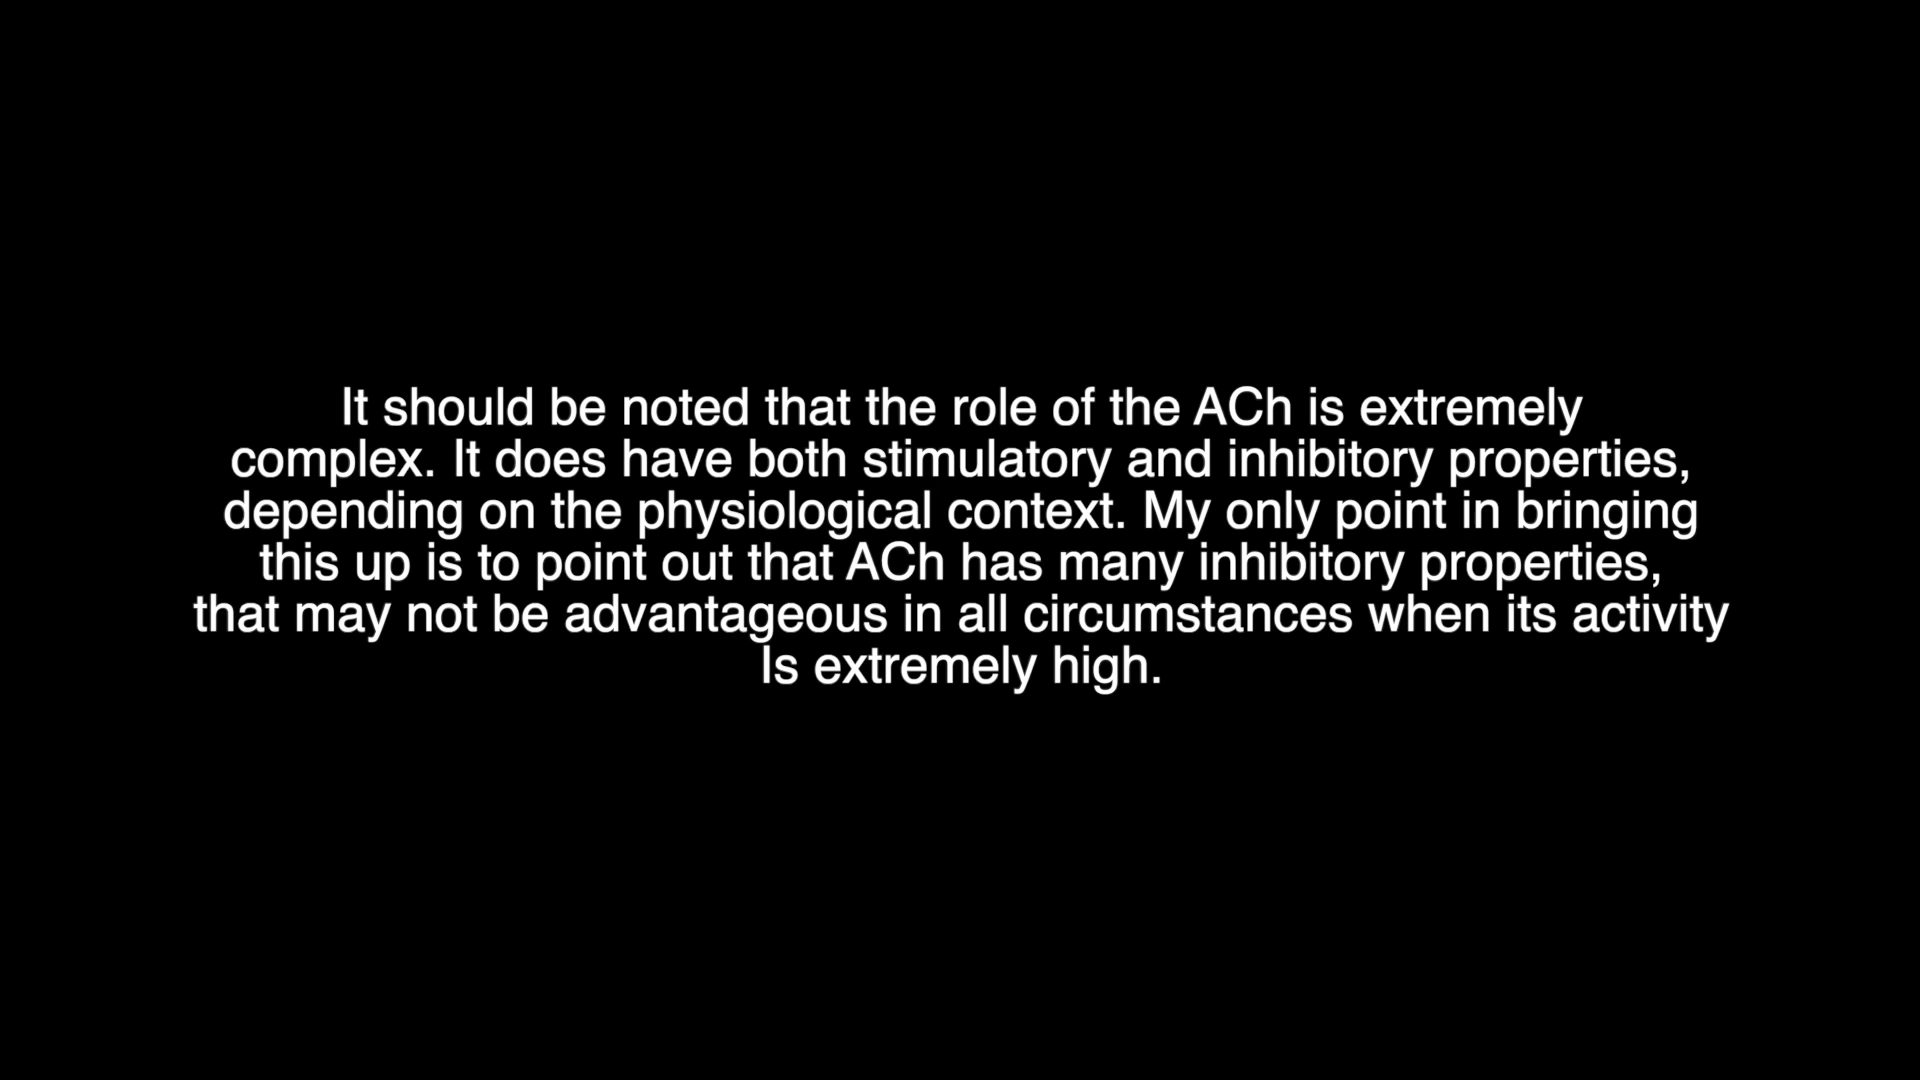 It should be noted that the role of the ACh is extremely
complex. It does have both stimulatory and inhibitory properties,
depending on the physiological context. My only point in bringing
this up is to point out that ACh has many inhibitory properties,
that may not be advantageous in all circumstances when its activity
Is extremely high.